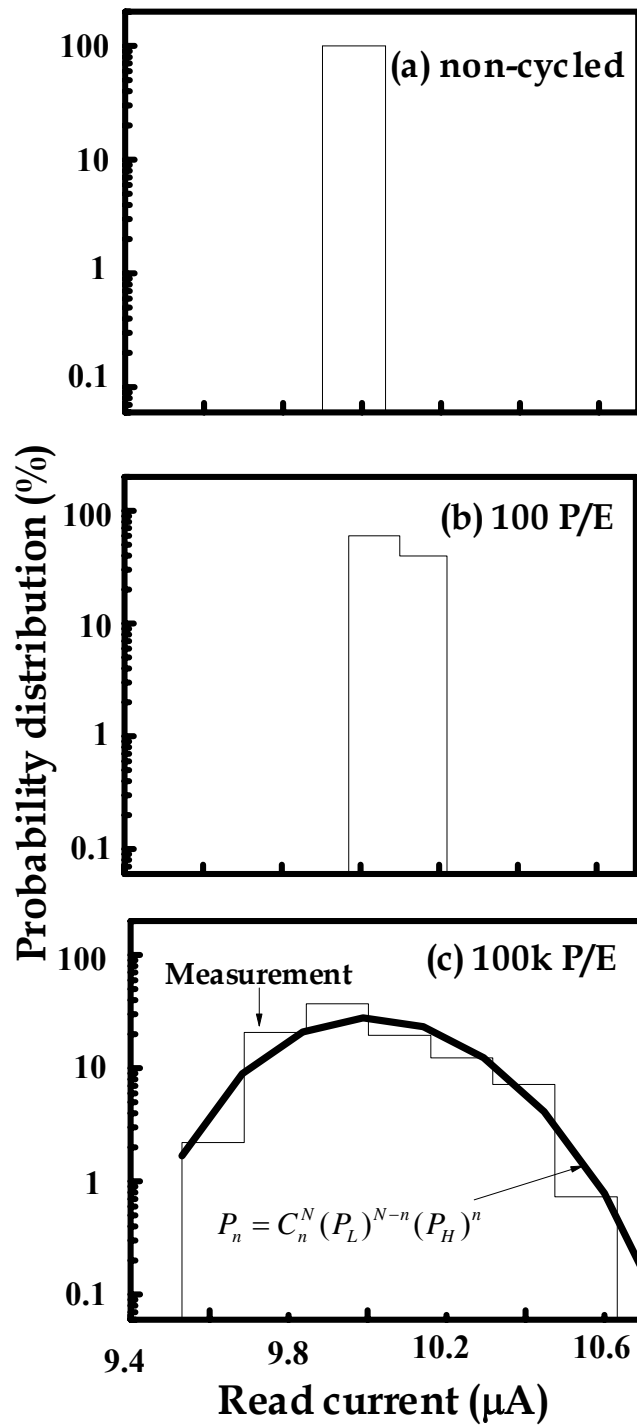 (a) non-cycled
100
10
1
0.1
(b) 100 P/E
100
10
1
0.1
Probability distribution (%)
(c) 100k P/E
Measurement
100
10
1
0.1
P_n = C_n^N (P_L)^{N-n} (P_H)^n
9.4
9.8
10.2
10.6
Read current (μA)